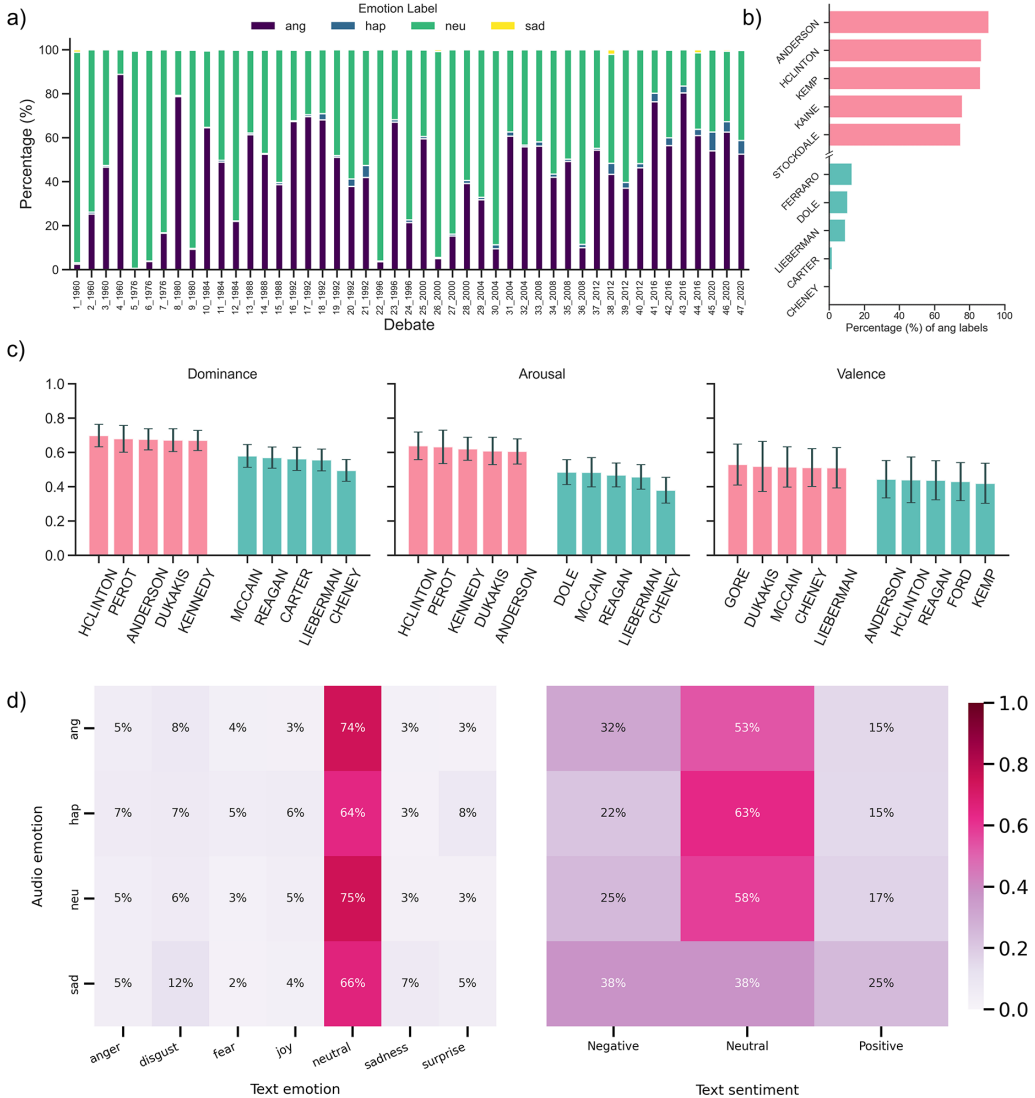 a)
Emotion Label
ang hap neu sad
Percentage (%)
100
80
60
40
20
0
1_1960
2_1960
3_1960
4_1960
5_1976
6_1976
7_1976
8_1980
9_1980
10_1984
11_1984
12_1984
13_1988
14_1988
15_1988
16_1992
17_1992
18_1992
19_1992
20_1992
21_1992
22_1996
23_1996
24_1996
25_2000
26_2000
27_2000
28_2000
29_2004
30_2004
31_2004
32_2004
33_2008
34_2008
35_2008
36_2008
37_2012
38_2012
39_2012
40_2012
41_2016
42_2016
43_2016
44_2016
45_2020
46_2020
47_2020
Debate
b)
ANDERSON
HCLINTON
KEMP
KAINE
STOCKDALE
FERRARO
DOLE
LIEBERMAN
CARTER
CHENEY
0 20 40 60 80 100
Percentage (%) of ang labels
c)
Dominance
1.0
0.8
0.6
0.4
0.2
0.0
HCLINTON
PEROT
ANDERSON
DUKAKIS
KENNEDY
MCCAIN
REAGAN
CARTER
LIEBERMAN
CHENEY
Arousal
HCLINTON
PEROT
KENNEDY
DUKAKIS
ANDERSON
DOLE
MCCAIN
REAGAN
LIEBERMAN
CHENEY
Valence
GORE
DUKAKIS
MCCAIN
CHENEY
LIEBERMAN
ANDERSON
HCLINTON
REAGAN
FORD
KEMP
d)
Audio emotion
ang 5% 8% 4% 3% 74% 3% 3%
hap 7% 7% 5% 6% 64% 3% 8%
neu 5% 6% 3% 5% 75% 3% 3%
sad 5% 12% 2% 4% 66% 7% 5%
anger disgust fear joy neutral sadness surprise
Text emotion
32% 53% 15%
22% 63% 15%
25% 58% 17%
38% 38% 25%
Negative Neutral Positive
Text sentiment
1.0
0.8
0.6
0.4
0.2
0.0